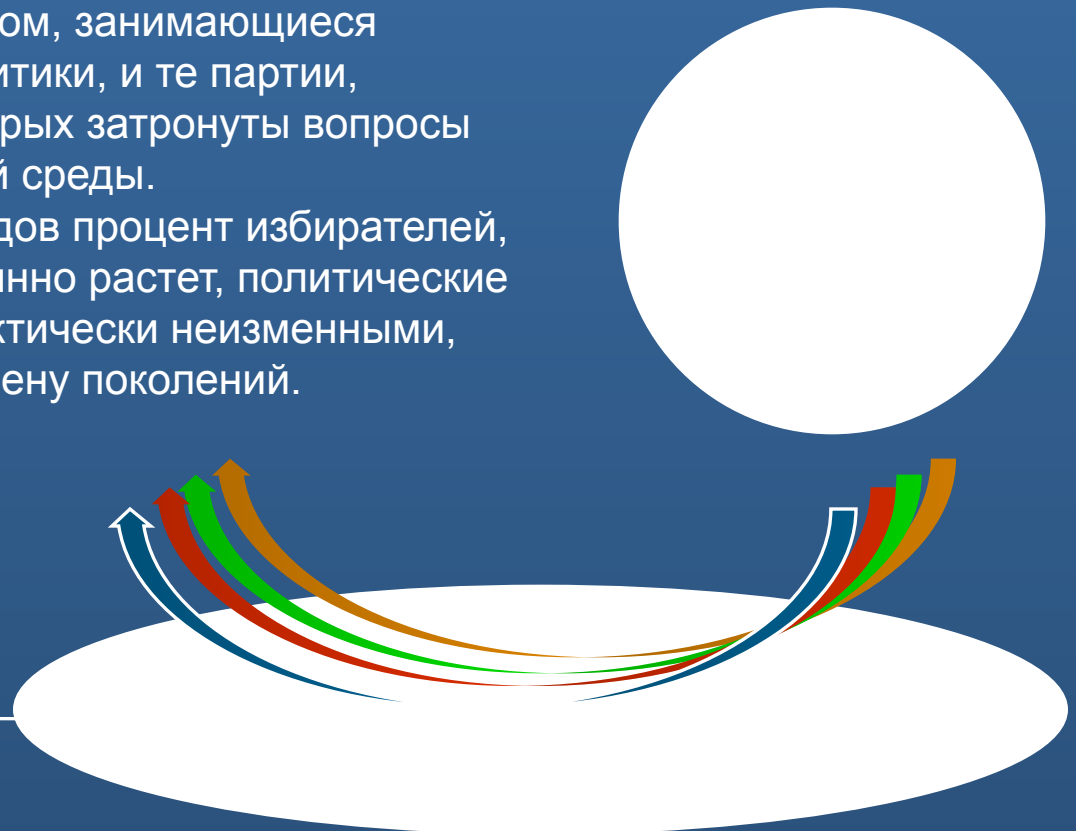 ом, занимающиеся
итики, и те партии,
рых затронуты вопросы
й среды.
дов процент избирателей,
нно растет, политические
ктически неизменными,
ену поколений.